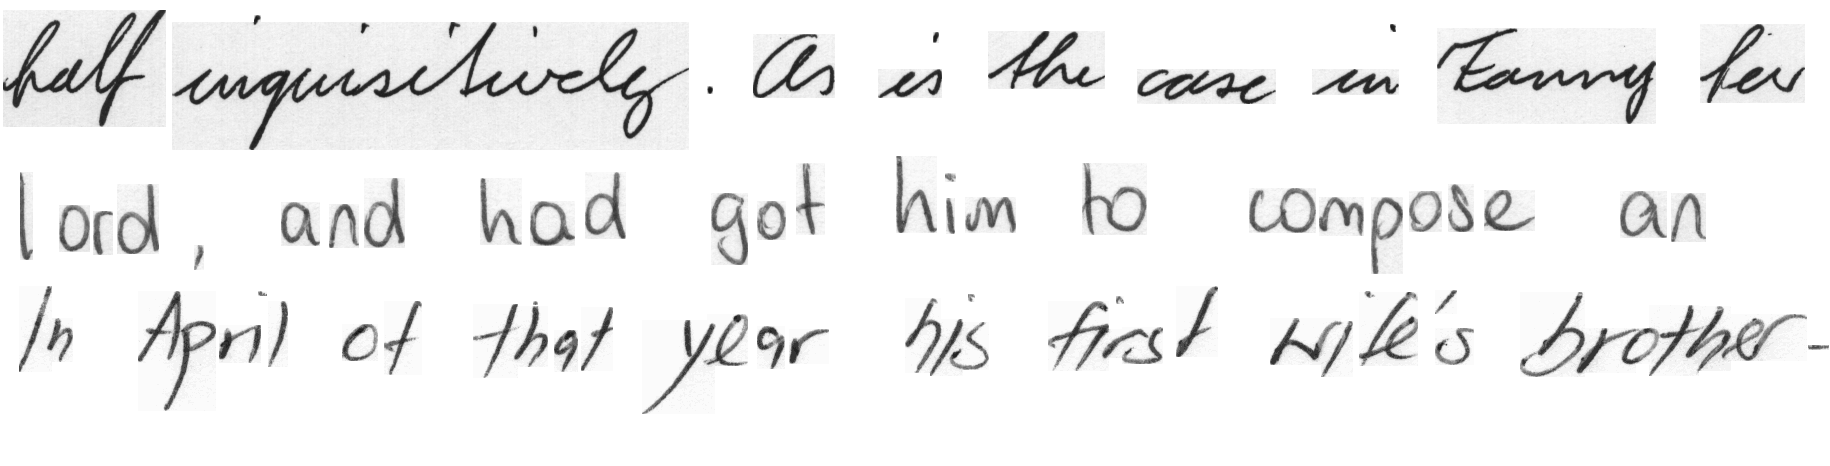 half inquisitively. As is the case in Fanny her
lord, and had got him to compose an
In April of that year his first wife's brother-